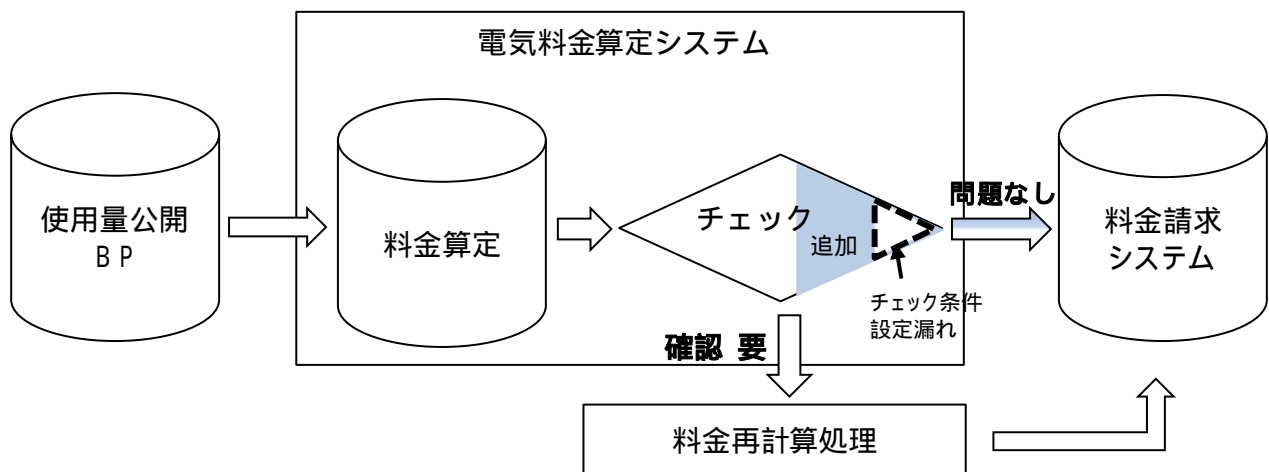 電気料金算定システム
使用量公開
ＢＰ
料金算定
チェック
追加
チェック条件
設定漏れ
問題なし
料金請求
システム
確認 要
料金再計算処理